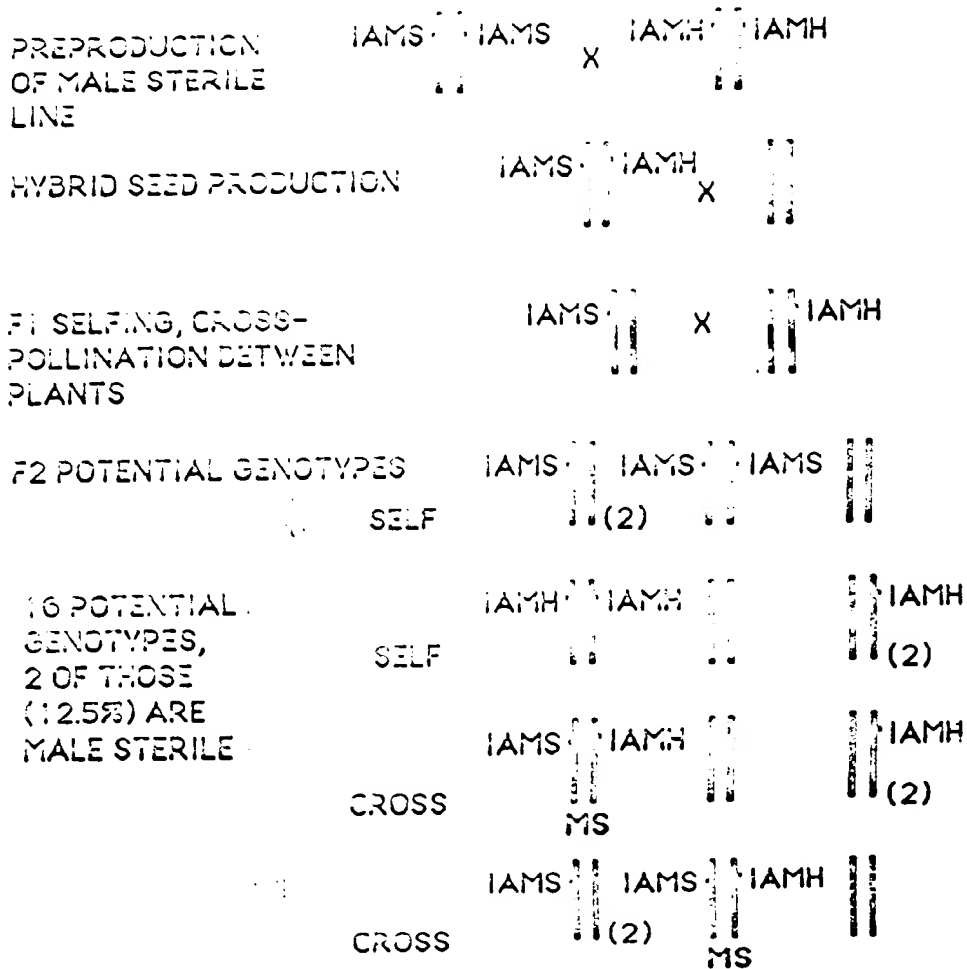 PREPRODUCTION
OF MALE STERILE
LINE
IAMS IAMS X IAMH IAMH
HYBRID SEED PRODUCTION
IAMS IAMH X
F1 SELFING, CROSS-
POLLINATION BETWEEN
PLANTS
IAMS X IAMH
F2 POTENTIAL GENOTYPES
SELF
IAMS (2) IAMS IAMS
16 POTENTIAL
GENOTYPES,
2 OF THOSE
(12.5%) ARE
MALE STERILE
SELF
IAMH IAMH IAMH (2)
CROSS
IAMS IAMH IAMH (2)
MS
CROSS
IAMS (2) IAMS IAMH
MS